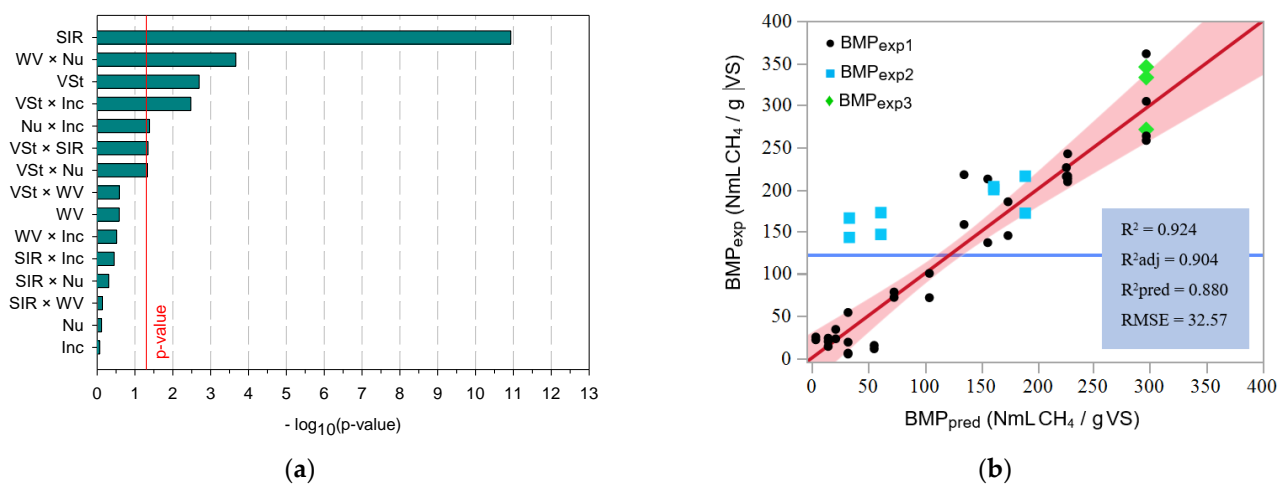 SIR
WV × Nu
VSt
VSt × Inc
Nu × Inc
VSt × SIR
VSt × Nu
VSt × WV
WV
WV × Inc
SIR × Inc
SIR × Nu
SIR × WV
Nu
Inc
p-value
0 1 2 3 4 5 6 7 8 9 10 11 12 13
- log10(p-value)
(a)
BMPexp (NmL CH4 / g |VS)
400
350
300
250
200
150
100
50
0
BMPexp1
BMPexp2
BMPexp3
R² = 0.924
R²adj = 0.904
R²pred = 0.880
RMSE = 32.57
0 50 100 150 200 250 300 350 400
BMPpred (NmL CH4 / g VS)
(b)